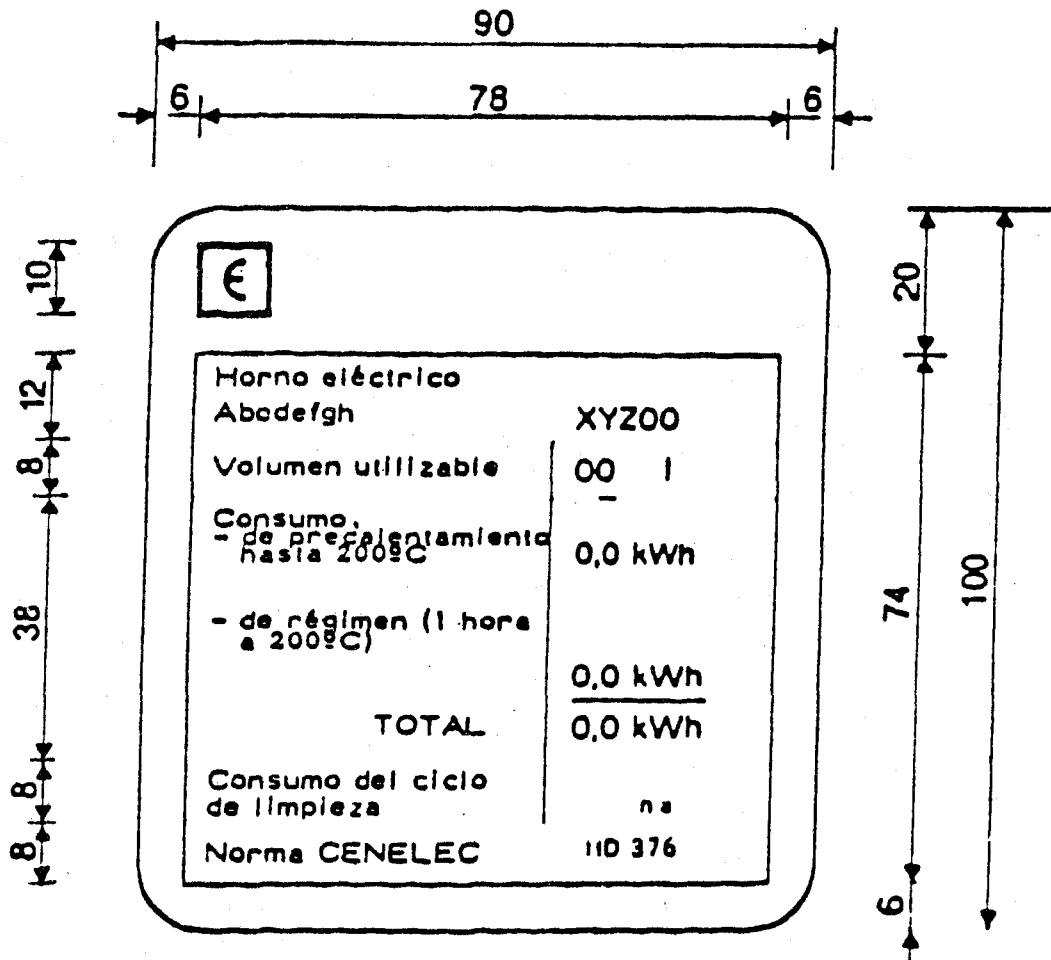 90
6 78 6
10
20
Є
12
Horno eléctrico
Abcdefgh XYZ00
8
Volumen utilizable 00 l
Consumo.
- de precalentamiento
hasta 200ºC 0,0 kWh
38
74
100
- de régimen (1 hora
a 200ºC)
0,0 kWh
TOTAL 0,0 kWh
8
Consumo del ciclo
de limpieza na
8
Norma CENELEC HD 376
6